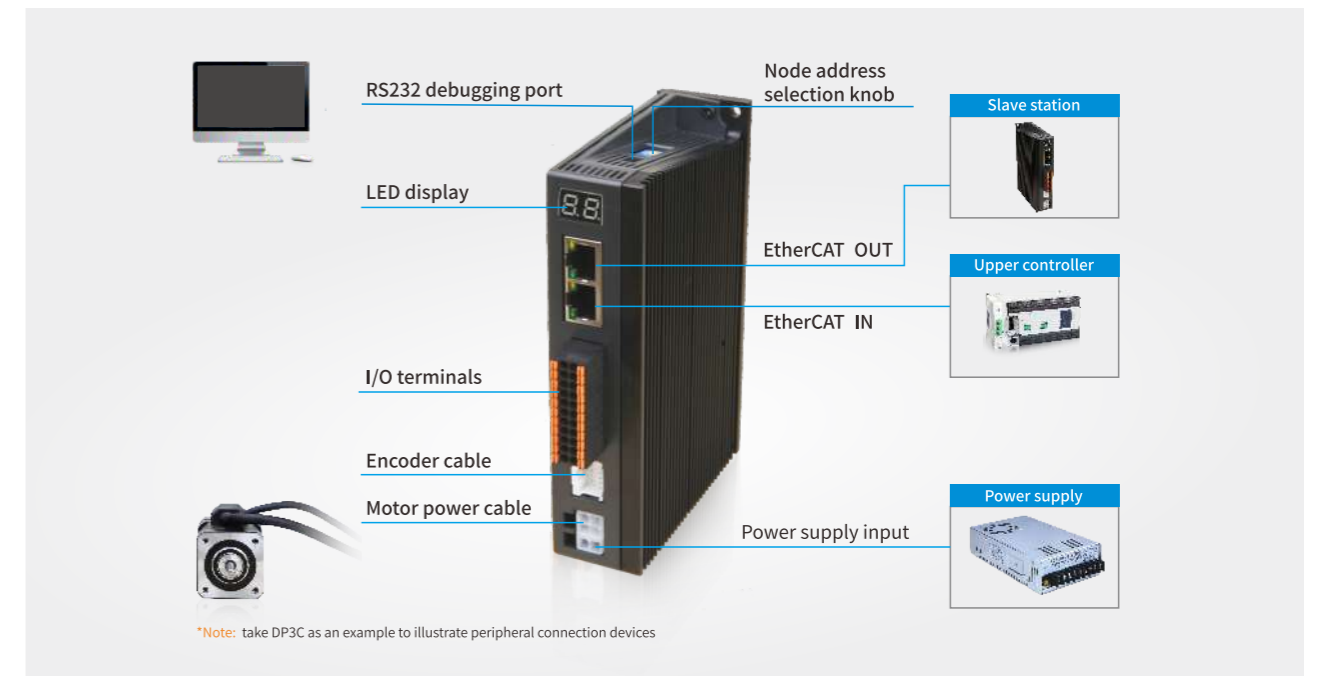 RS232 debugging port
Node address
selection knob
Slave station
LED display
EtherCAT OUT
Upper controller
EtherCAT IN
I/O terminals
Encoder cable
Motor power cable
Power supply
Power supply input
*Note: take DP3C as an example to illustrate peripheral connection devices